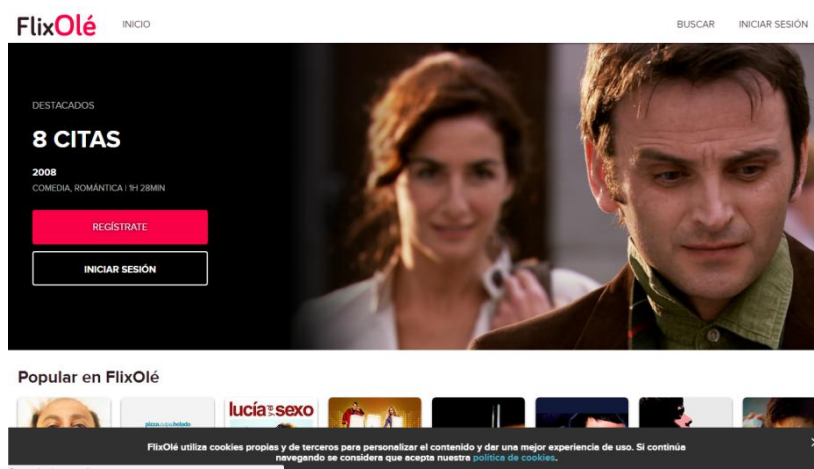 FlixOlé INICIO BUSCAR INICIAR SESIÓN
DESTACADOS
8 CITAS
2008
COMEDIA, ROMÁNTICA | 1H 28MIN
REGÍSTRATE
INICIAR SESIÓN
Popular en FlixOlé
lucía y el sexo
FlixOlé utiliza cookies propias y de terceros para personalizar el contenido y dar una mejor experiencia de uso. Si continúa
navegando se considera que acepta nuestra política de cookies.